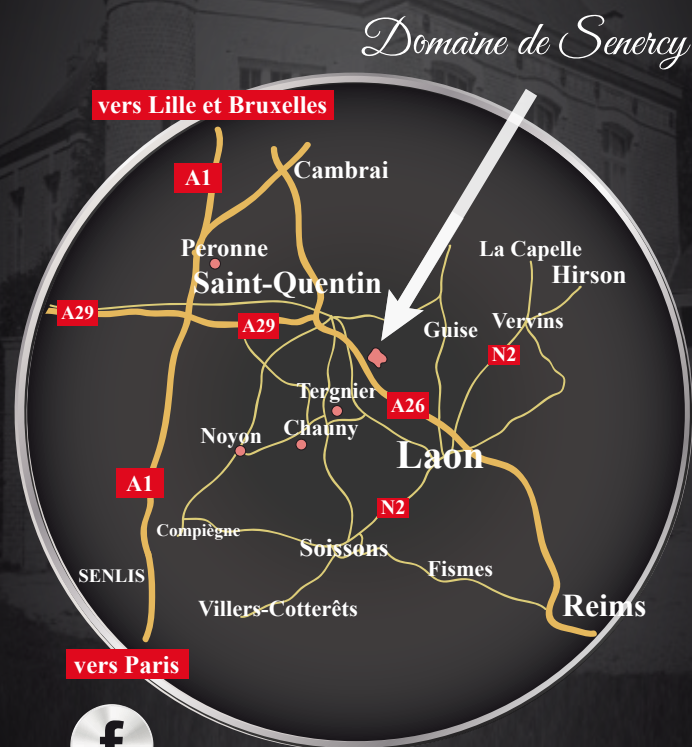 Domaine de Senercy
vers Lille et Bruxelles
A1
Cambrai
Peronne
La Capelle
Hirson
Saint-Quentin
A29
A29
Guise
Vervins
N2
Tergnier
A26
Noyon
Chauny
Laon
A1
N2
Compiègne
Soissons
Fismes
SENLIS
Villers-Cotterêts
Reims
vers Paris
f